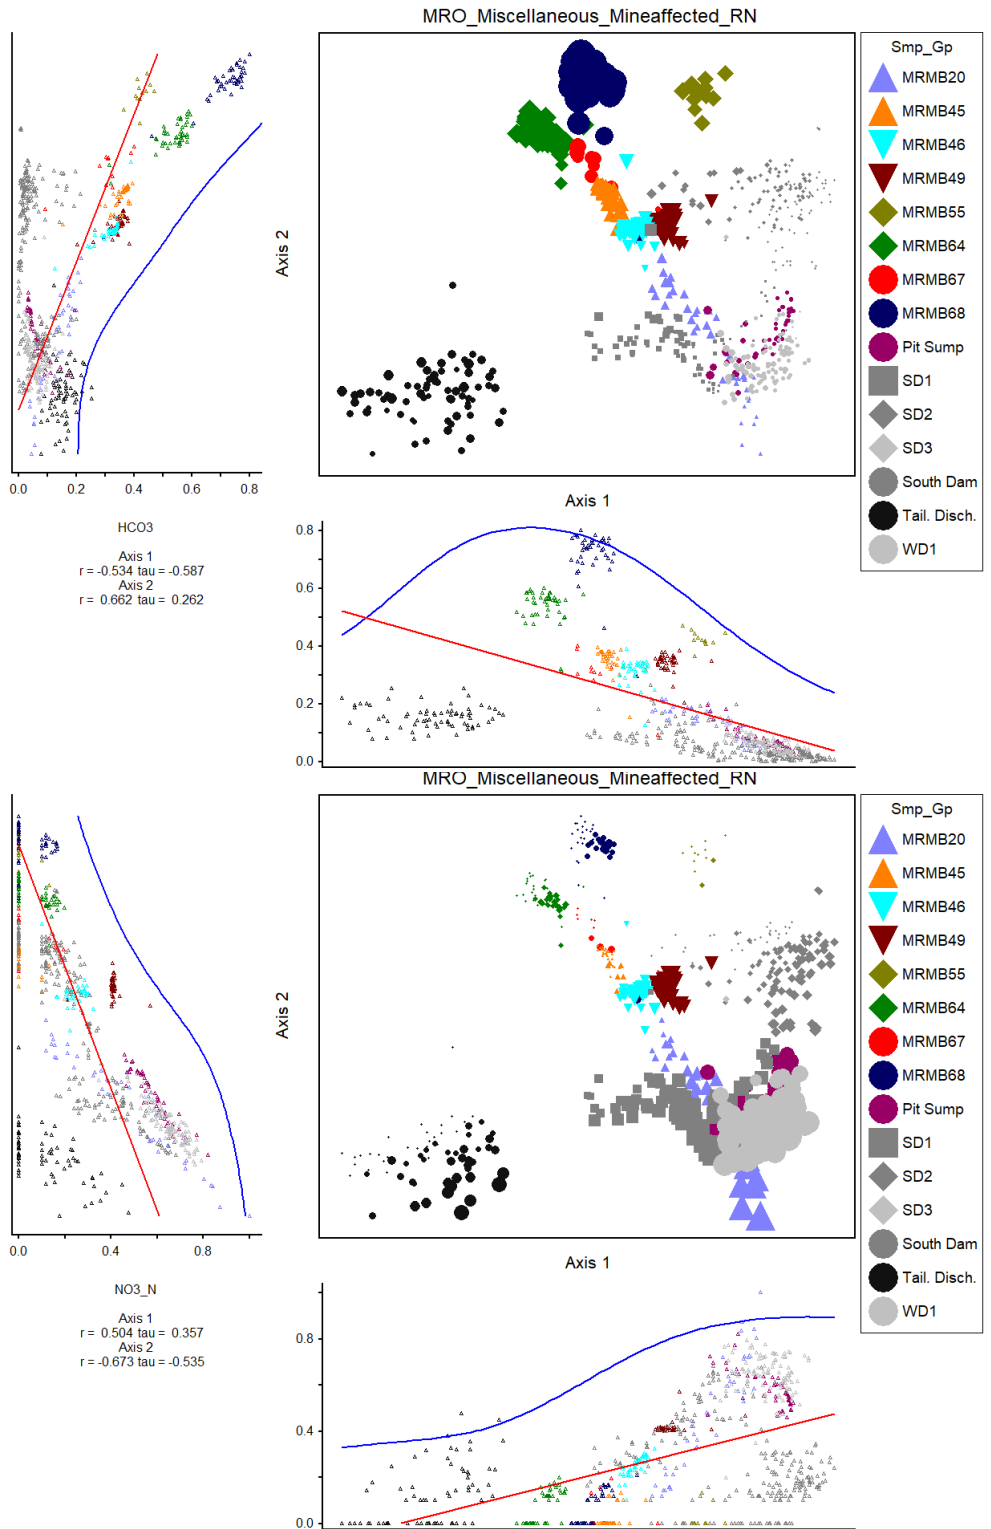 MRO_Miscellaneous_Mineaffected_RN
Axis 2
0.0 0.2 0.4 0.6 0.8
HCO3
Axis 1
r = -0.534 tau = -0.587
Axis 2
r = 0.662 tau = 0.262
Axis 1
0.8
0.6
0.4
0.2
0.0
Smp_Gp
MRMB20
MRMB45
MRMB46
MRMB49
MRMB55
MRMB64
MRMB67
MRMB68
Pit Sump
SD1
SD2
SD3
South Dam
Tail. Disch.
WD1
MRO_Miscellaneous_Mineaffected_RN
Axis 2
0.0 0.4 0.8
NO3_N
Axis 1
r = 0.504 tau = 0.357
Axis 2
r = -0.673 tau = -0.535
Axis 1
0.8
0.4
0.0
Smp_Gp
MRMB20
MRMB45
MRMB46
MRMB49
MRMB55
MRMB64
MRMB67
MRMB68
Pit Sump
SD1
SD2
SD3
South Dam
Tail. Disch.
WD1